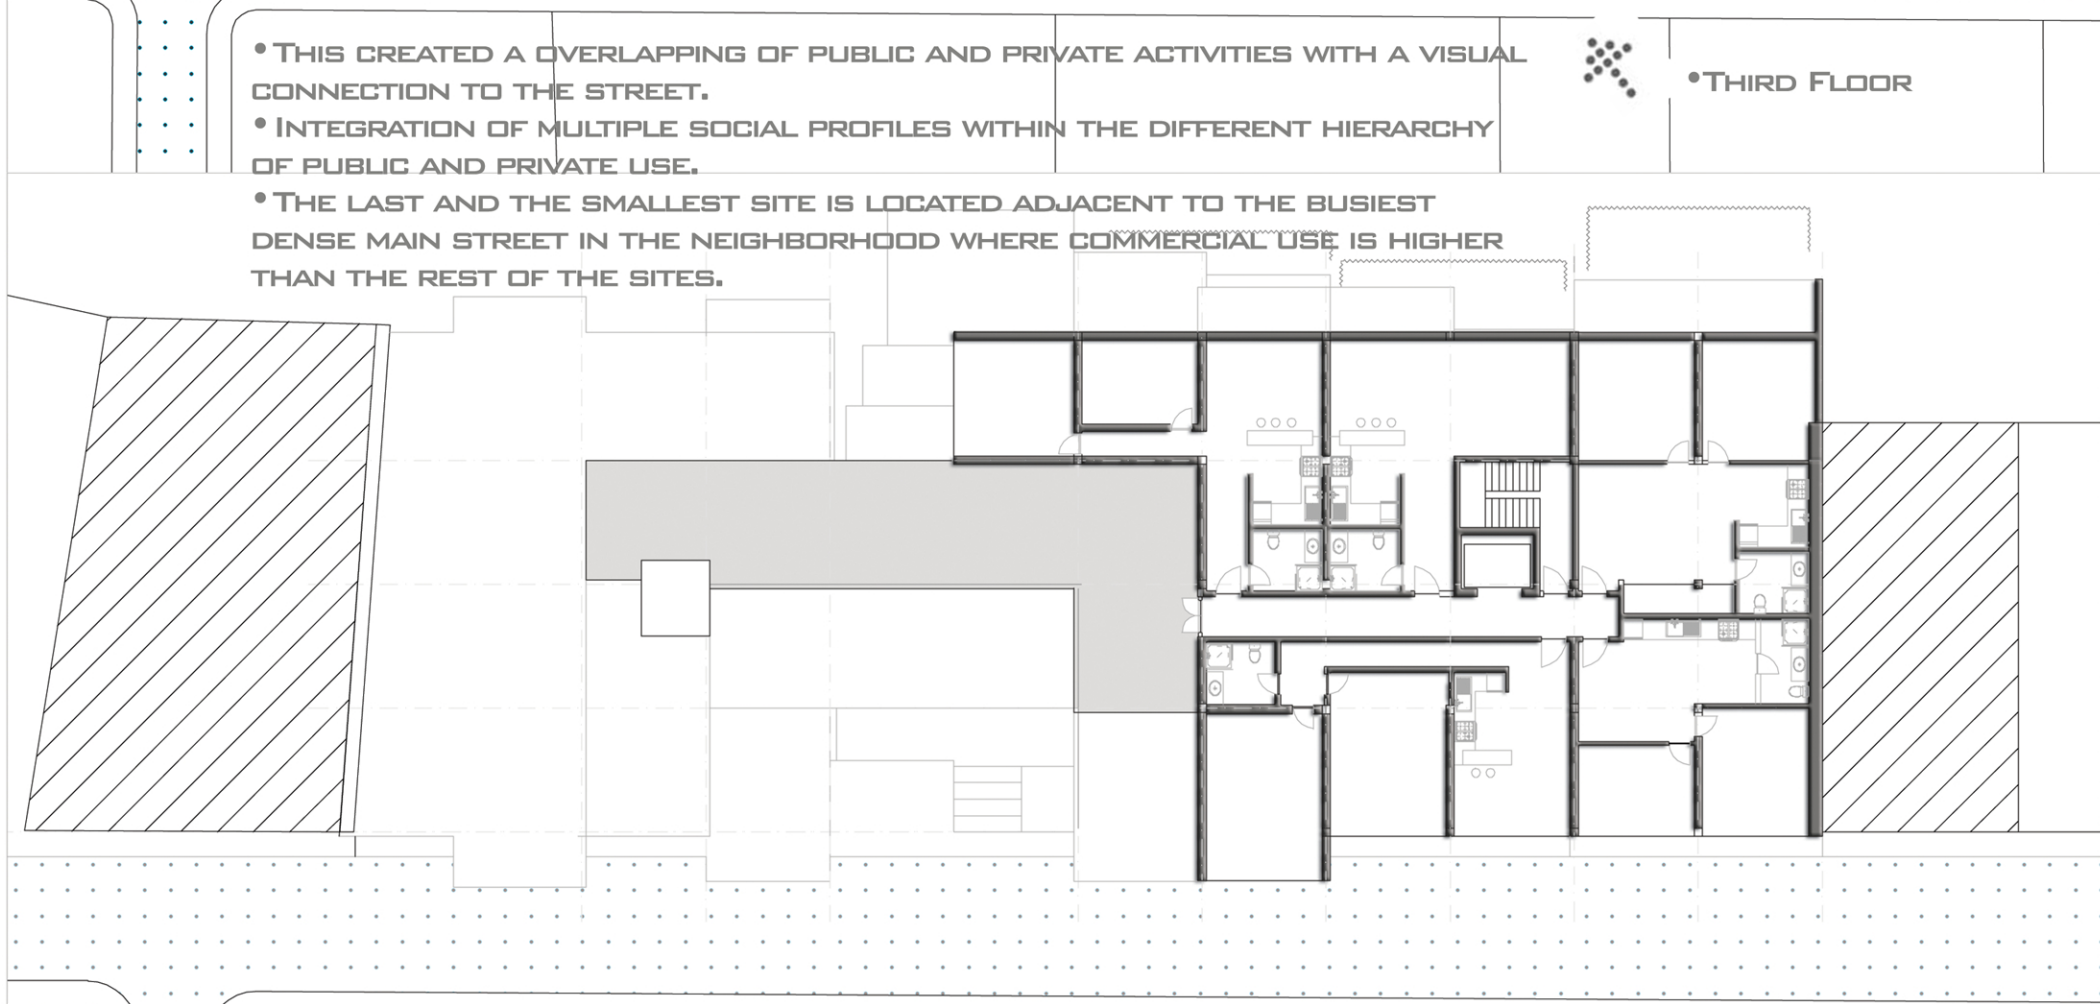 •THIS CREATED A OVERLAPPING OF PUBLIC AND PRIVATE ACTIVITIES WITH A VISUAL
CONNECTION TO THE STREET.
•INTEGRATION OF MULTIPLE SOCIAL PROFILES WITHIN THE DIFFERENT HIERARCHY
OF PUBLIC AND PRIVATE USE.
•THE LAST AND THE SMALLEST SITE IS LOCATED ADJACENT TO THE BUSIEST
DENSE MAIN STREET IN THE NEIGHBORHOOD WHERE COMMERCIAL USE IS HIGHER
THAN THE REST OF THE SITES.
•THIRD FLOOR